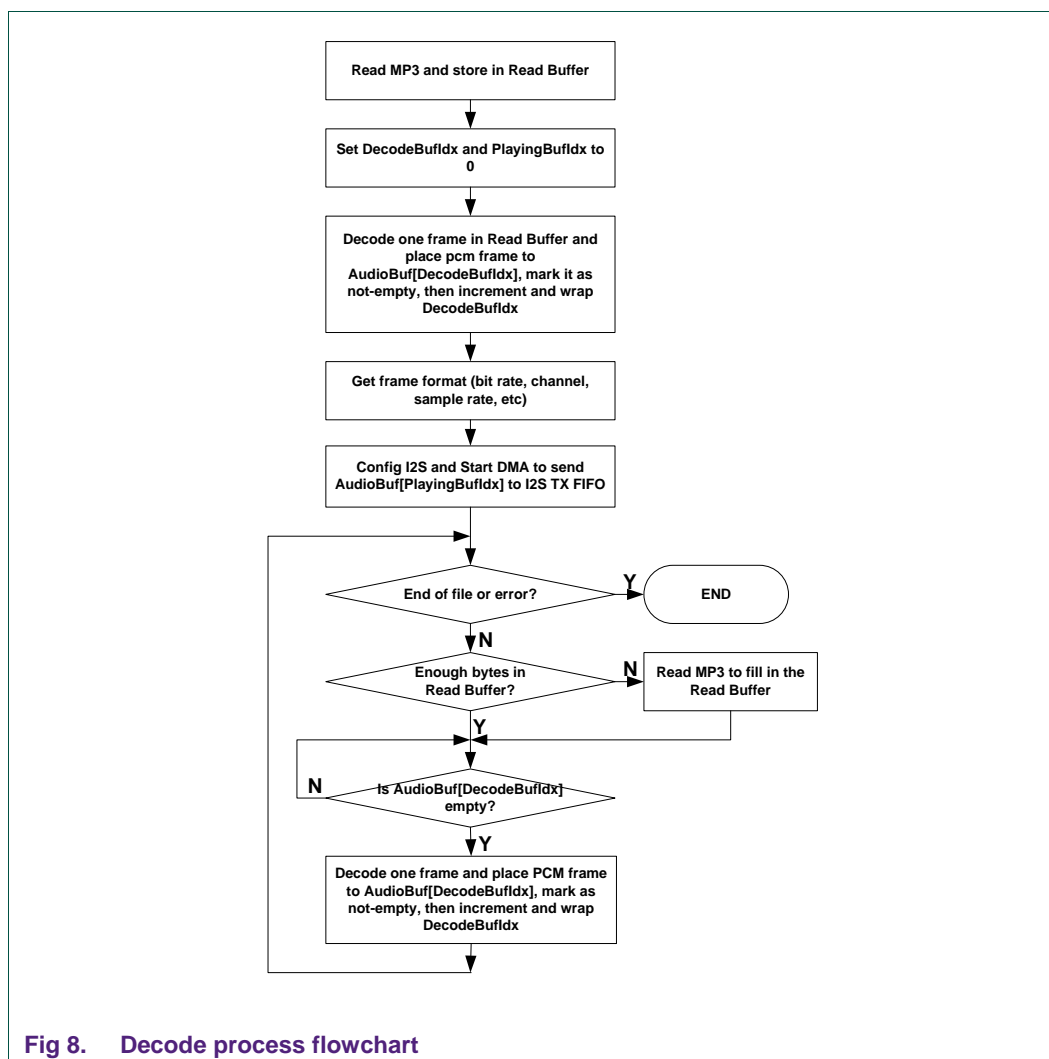 Read MP3 and store in Read Buffer
Set DecodeBufIdx and PlayingBufIdx to
0
Decode one frame in Read Buffer and
place pcm frame to
AudioBuf[DecodeBufIdx], mark it as
not-empty, then increment and wrap
DecodeBufIdx
Get frame format (bit rate, channel,
sample rate, etc)
Config I2S and Start DMA to send
AudioBuf[PlayingBufIdx] to I2S TX FIFO
End of file or error?
Y
END
N
Enough bytes in
Read Buffer?
N
Read MP3 to fill in the
Read Buffer
Y
Is AudioBuf[DecodeBufIdx]
empty?
N
Y
Decode one frame and place PCM frame
to AudioBuf[DecodeBufIdx], mark as
not-empty, then increment and wrap
DecodeBufIdx
Fig 8. Decode process flowchart